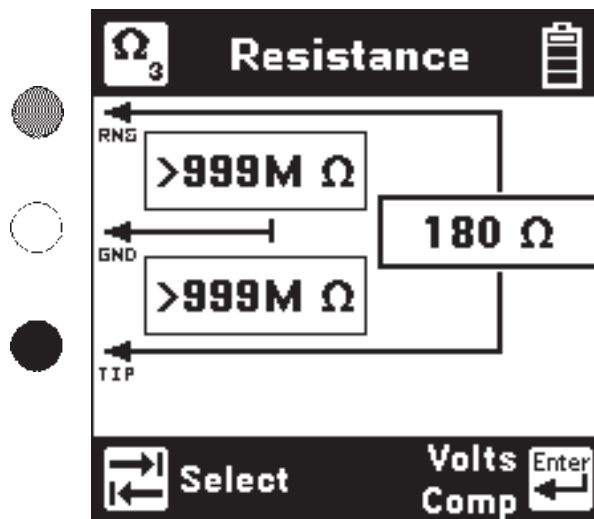 Ω3 Resistance
RNG
>999M Ω
180 Ω
GND
>999M Ω
TIP
Select
Volts
Comp
Enter